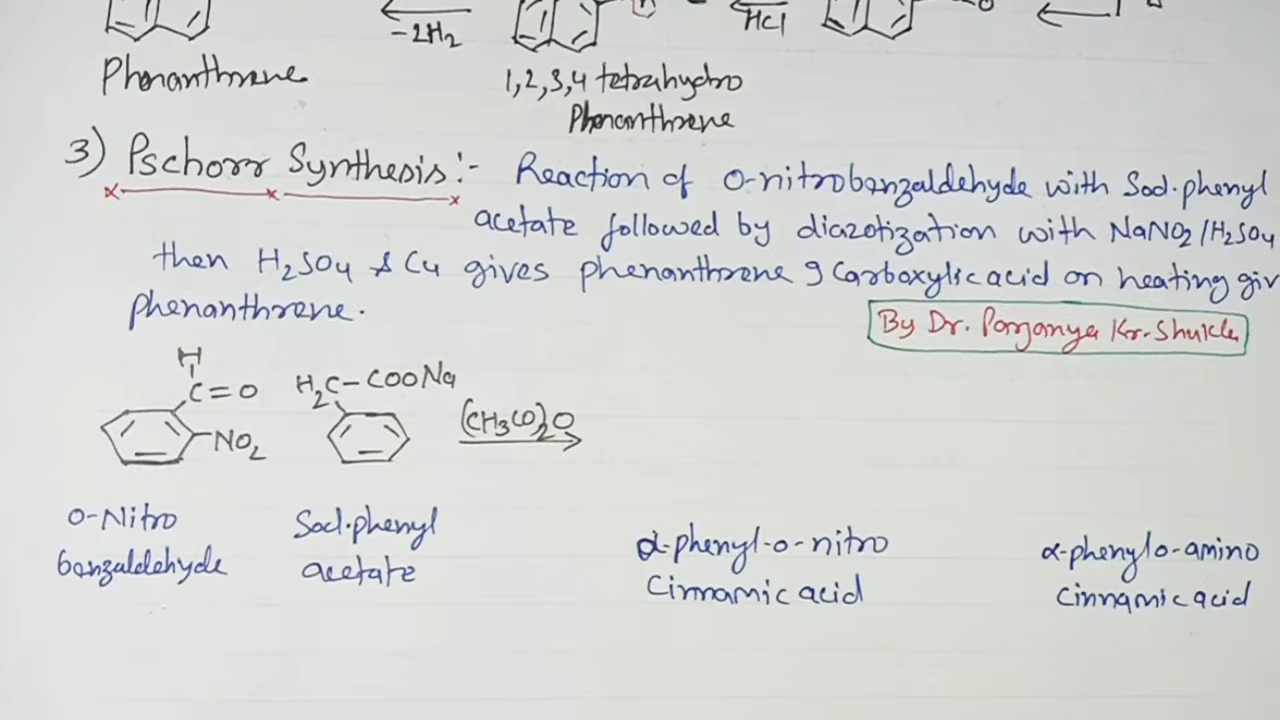 -2H2
HCl
Phenanthrene
1,2,3,4 tetrahydro
Phenanthrene
3) Pschorr Synthesis:- Reaction of O-nitrobenzaldehyde with Sod.phenyl
acetate followed by diazotization with NaNO2/H2SO4
then H2SO4 & Cu gives phenanthrene 9 Carboxylic acid on heating giv
phenanthrene.
By Dr. Parjanya Kr. Shukla
H
C=O H2C-COONa
(CH3CO)2O
-NO2
O-Nitro
benzaldehyde
Sod.phenyl
acetate
α-phenyl-o-nitro
Cinnamic acid
α-phenylo-amino
Cinnamic acid